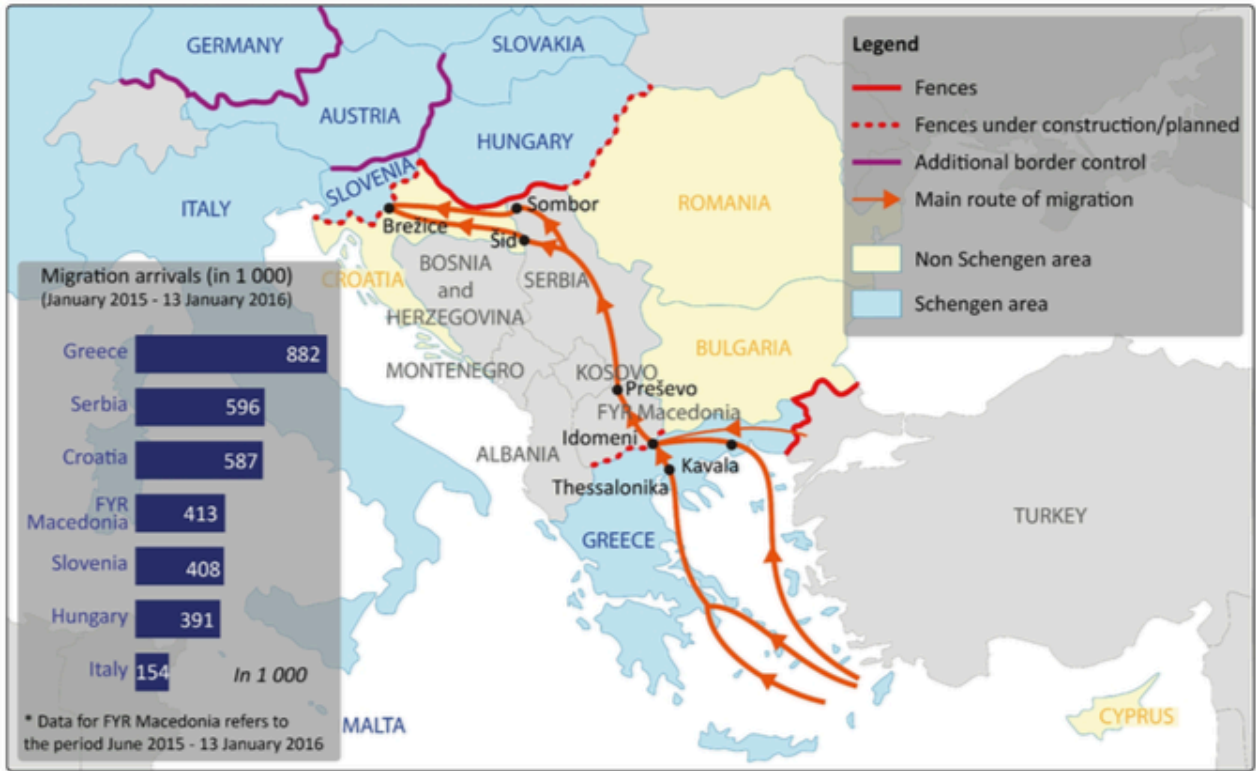 GERMANY
SLOVAKIA
AUSTRIA
HUNGARY
SLOVENIA
ITALY
ROMANIA
Sombor
Brežice
Šid
CROATIA
BOSNIA
and
HERZEGOVINA
SERBIA
BULGARIA
MONTENEGRO
KOSOVO
Preševo
FYR Macedonia
Idomeni
ALBANIA
Kavala
Thessalonika
GREECE
TURKEY
MALTA
CYPRUS
Legend
Fences
Fences under construction/planned
Additional border control
Main route of migration
Non Schengen area
Schengen area
Migration arrivals (in 1 000)
(January 2015 - 13 January 2016)
Greece 882
Serbia 596
Croatia 587
FYR
Macedonia 413
Slovenia 408
Hungary 391
Italy 154
In 1 000
* Data for FYR Macedonia refers to
the period June 2015 - 13 January 2016